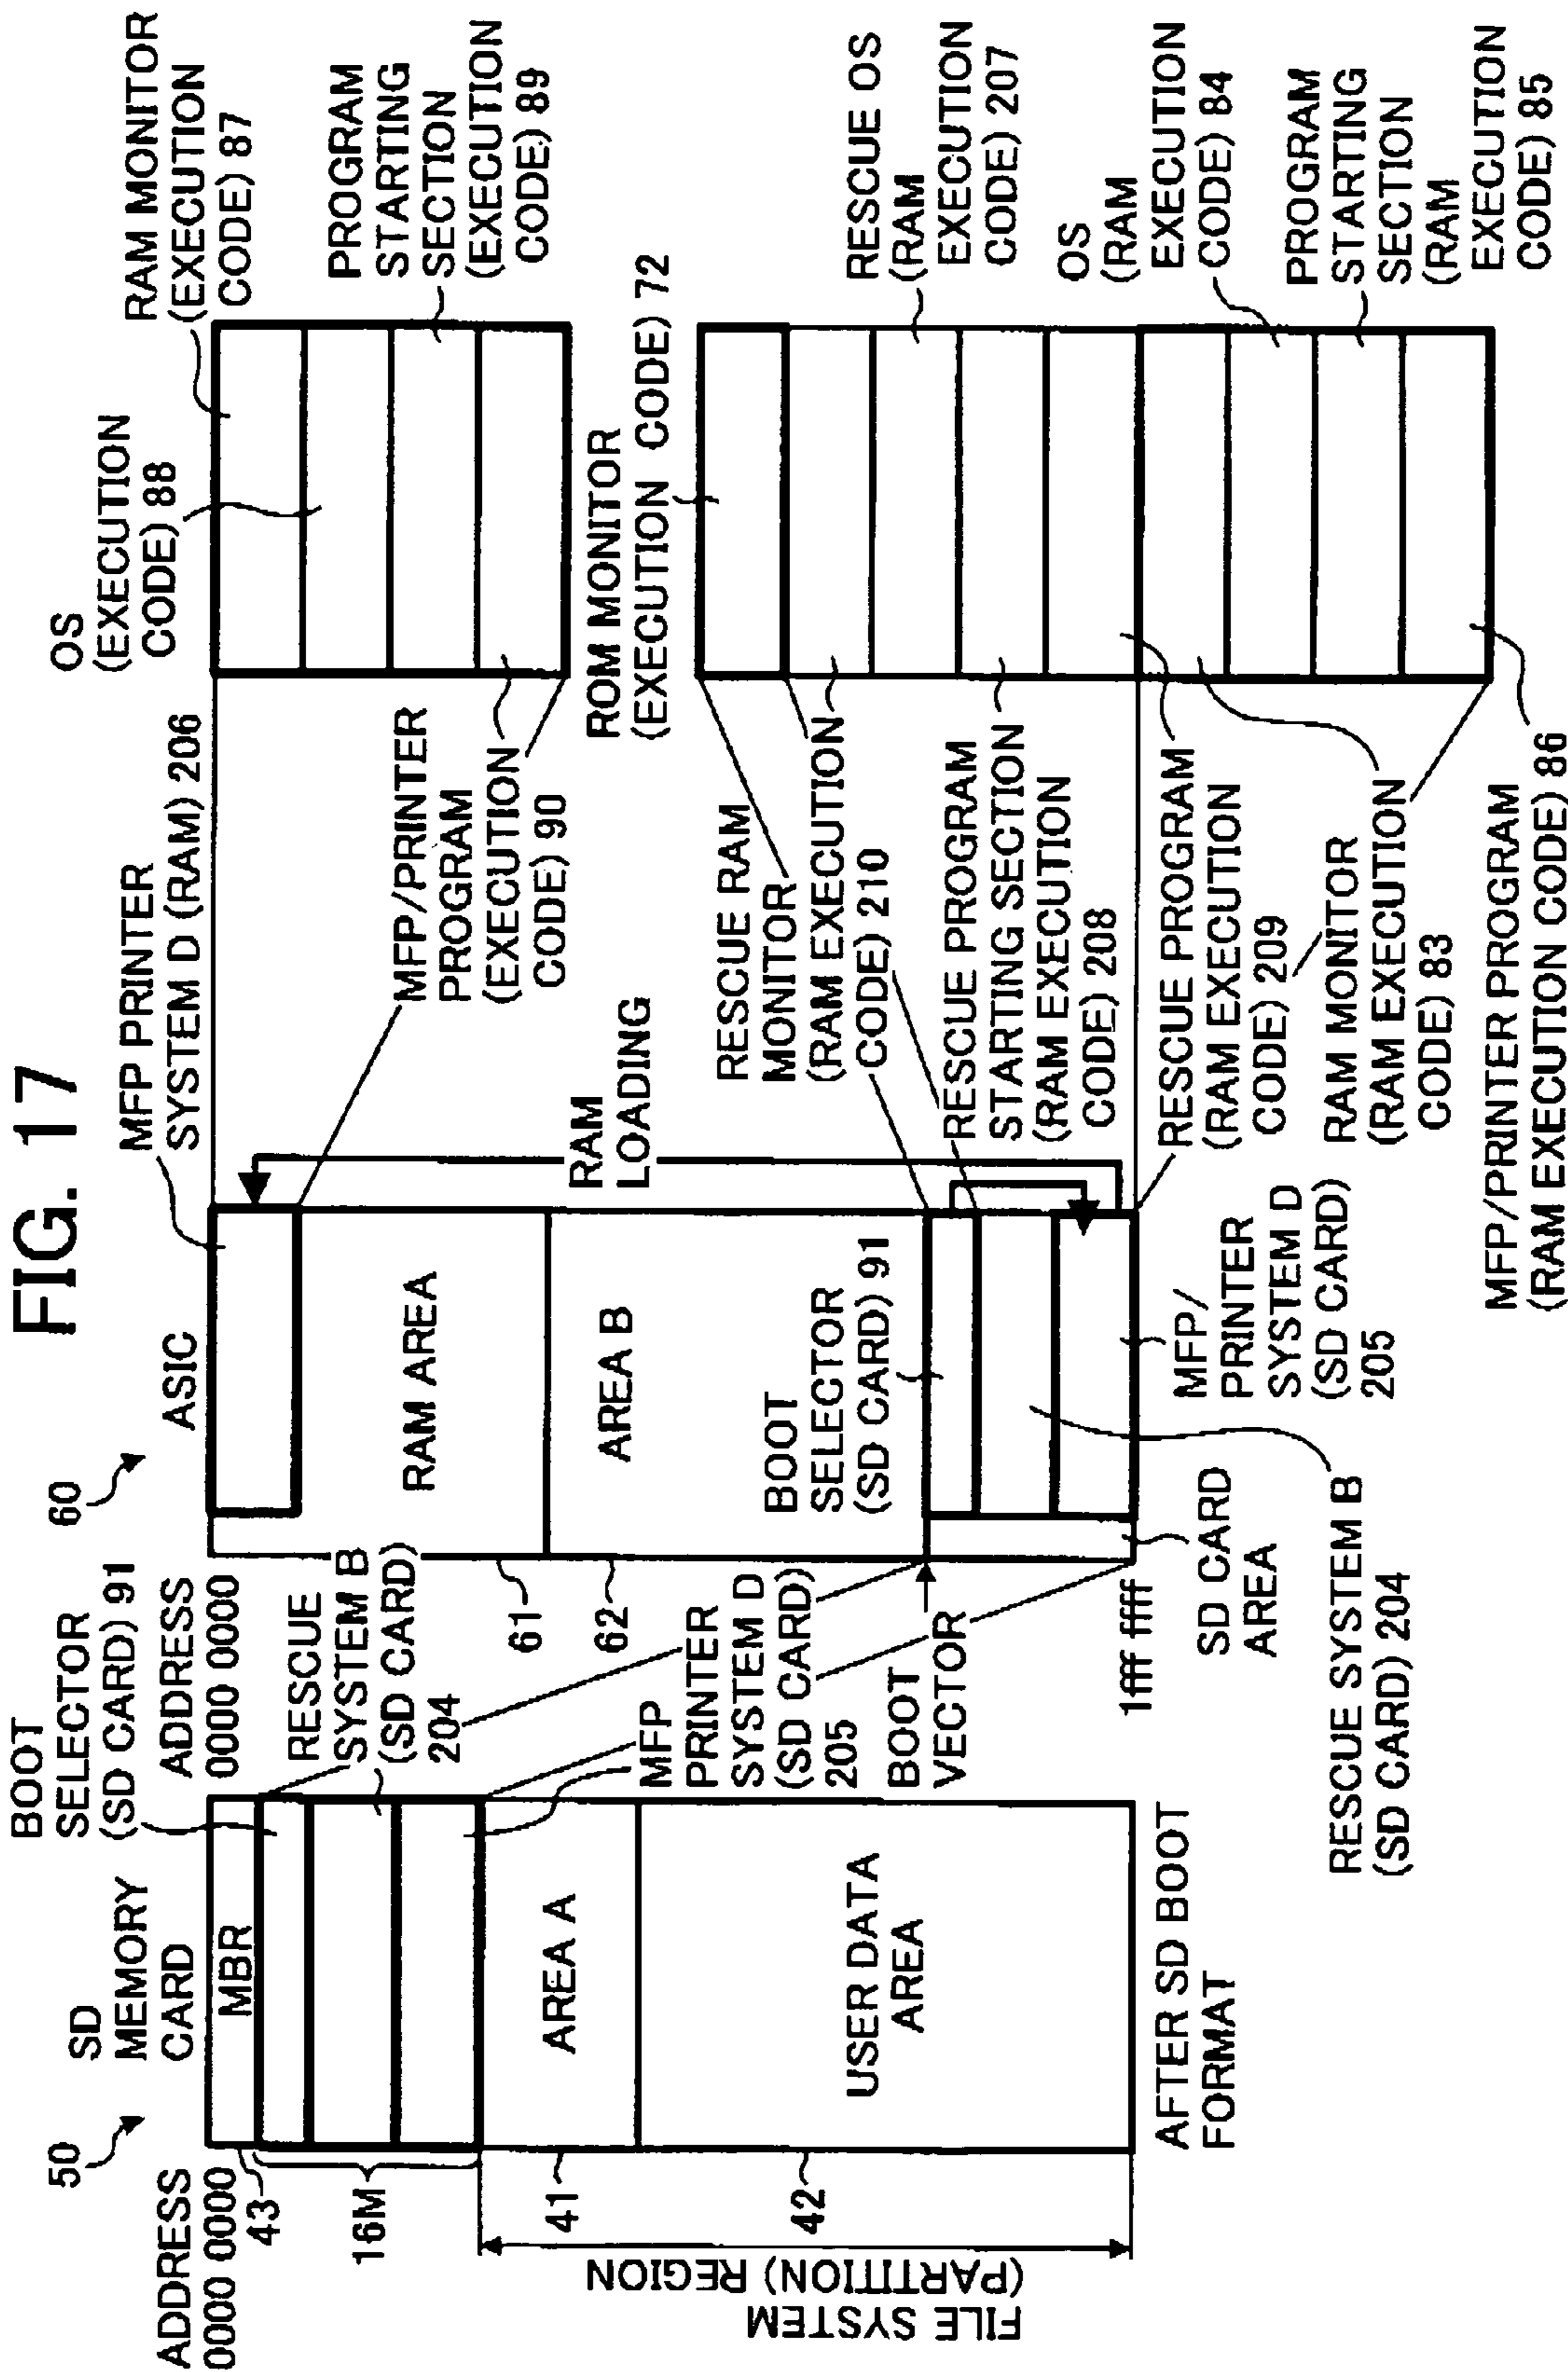 FIG. 17
50
SD
MEMORY
CARD
ADDRESS
0000 0000
43
MBR
16M
41
AREA A
42
USER DATA
AREA
FILE SYSTEM
(PARTITION) REGION
AFTER SD BOOT
FORMAT
BOOT
SELECTOR
(SD CARD) 91
RESCUE
SYSTEM B
(SD CARD)
204
MFP
PRINTER
SYSTEM D
(SD CARD)
205
60
ASIC
ADDRESS
0000 0000
MFP PRINTER
SYSTEM D (RAM) 206
61
RAM AREA
62
AREA B
BOOT
SELECTOR
(SD CARD) 91
BOOT
VECTOR
1fff ffff
SD CARD
AREA
RESCUE SYSTEM B
(SD CARD) 204
MFP/
PRINTER
SYSTEM D
(SD CARD)
205
RAM
LOADING
OS
(EXECUTION
CODE) 88
RAM MONITOR
(EXECUTION
CODE) 87
PROGRAM
STARTING
SECTION
(EXECUTION
CODE) 89
MFP/PRINTER
PROGRAM
(EXECUTION
CODE) 90
ROM MONITOR
(EXECUTION CODE) 72
RESCUE RAM
MONITOR
(RAM EXECUTION
CODE) 210
RESCUE OS
(RAM
EXECUTION
CODE) 207
RESCUE PROGRAM
STARTING SECTION
(RAM EXECUTION
CODE) 208
RESCUE PROGRAM
(RAM EXECUTION
CODE) 209
RAM MONITOR
(RAM EXECUTION
CODE) 83
OS
(RAM
EXECUTION
CODE) 84
PROGRAM
STARTING
SECTION
(RAM
EXECUTION
CODE) 85
MFP/PRINTER PROGRAM
(RAM EXECUTION CODE) 86